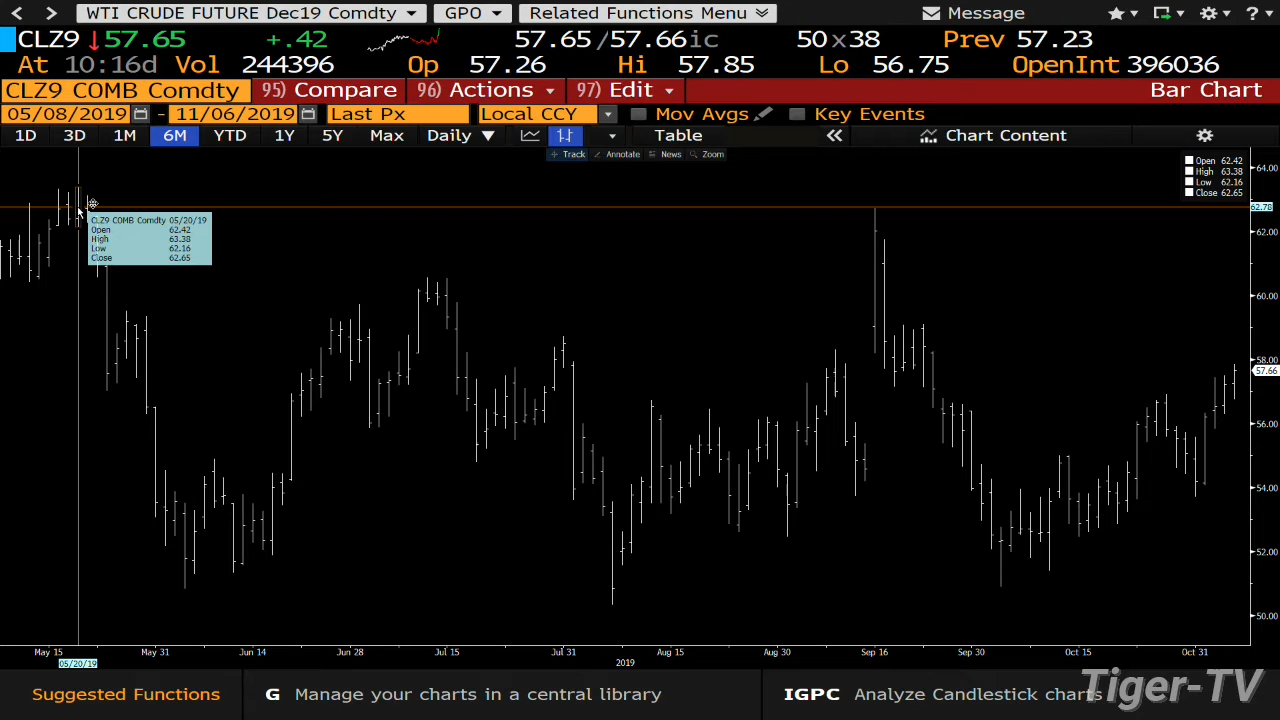 WTI CRUDE FUTURE Dec19 Comdty GPO Related Functions Menu Message ?
CLZ9 57.65 +.42 57.65/57.66ic 50x38 Prev 57.23
At 10:16d Vol 244396 Op 57.26 Hi 57.85 Lo 56.75 OpenInt 396036
CLZ9 COMB Comdty 95) Compare 96) Actions 97) Edit Bar Chart
05/08/2019 - 11/06/2019 Last Px Local CCY Mov Avgs Key Events
1D 3D 1M 6M YTD 1Y 5Y Max Daily Table Chart Content
Track Annotate News Zoom
Open 62.42
High 63.38
Low 62.16
Close 62.65
CLZ9 COMB Comdty 05/20/19
Open 62.42
High 63.38
Low 62.16
Close 62.65
64.00
62.78
62.00
60.00
58.00
57.66
56.00
54.00
52.00
50.00
May 15 May 31 Jun 14 Jun 28 Jul 15 Jul 31 Aug 15 Aug 30 Sep 16 Sep 30 Oct 15 Oct 31
05/20/19 2019
Suggested Functions G Manage your charts in a central library IGPC Analyze Candlestick charts
Tiger-TV